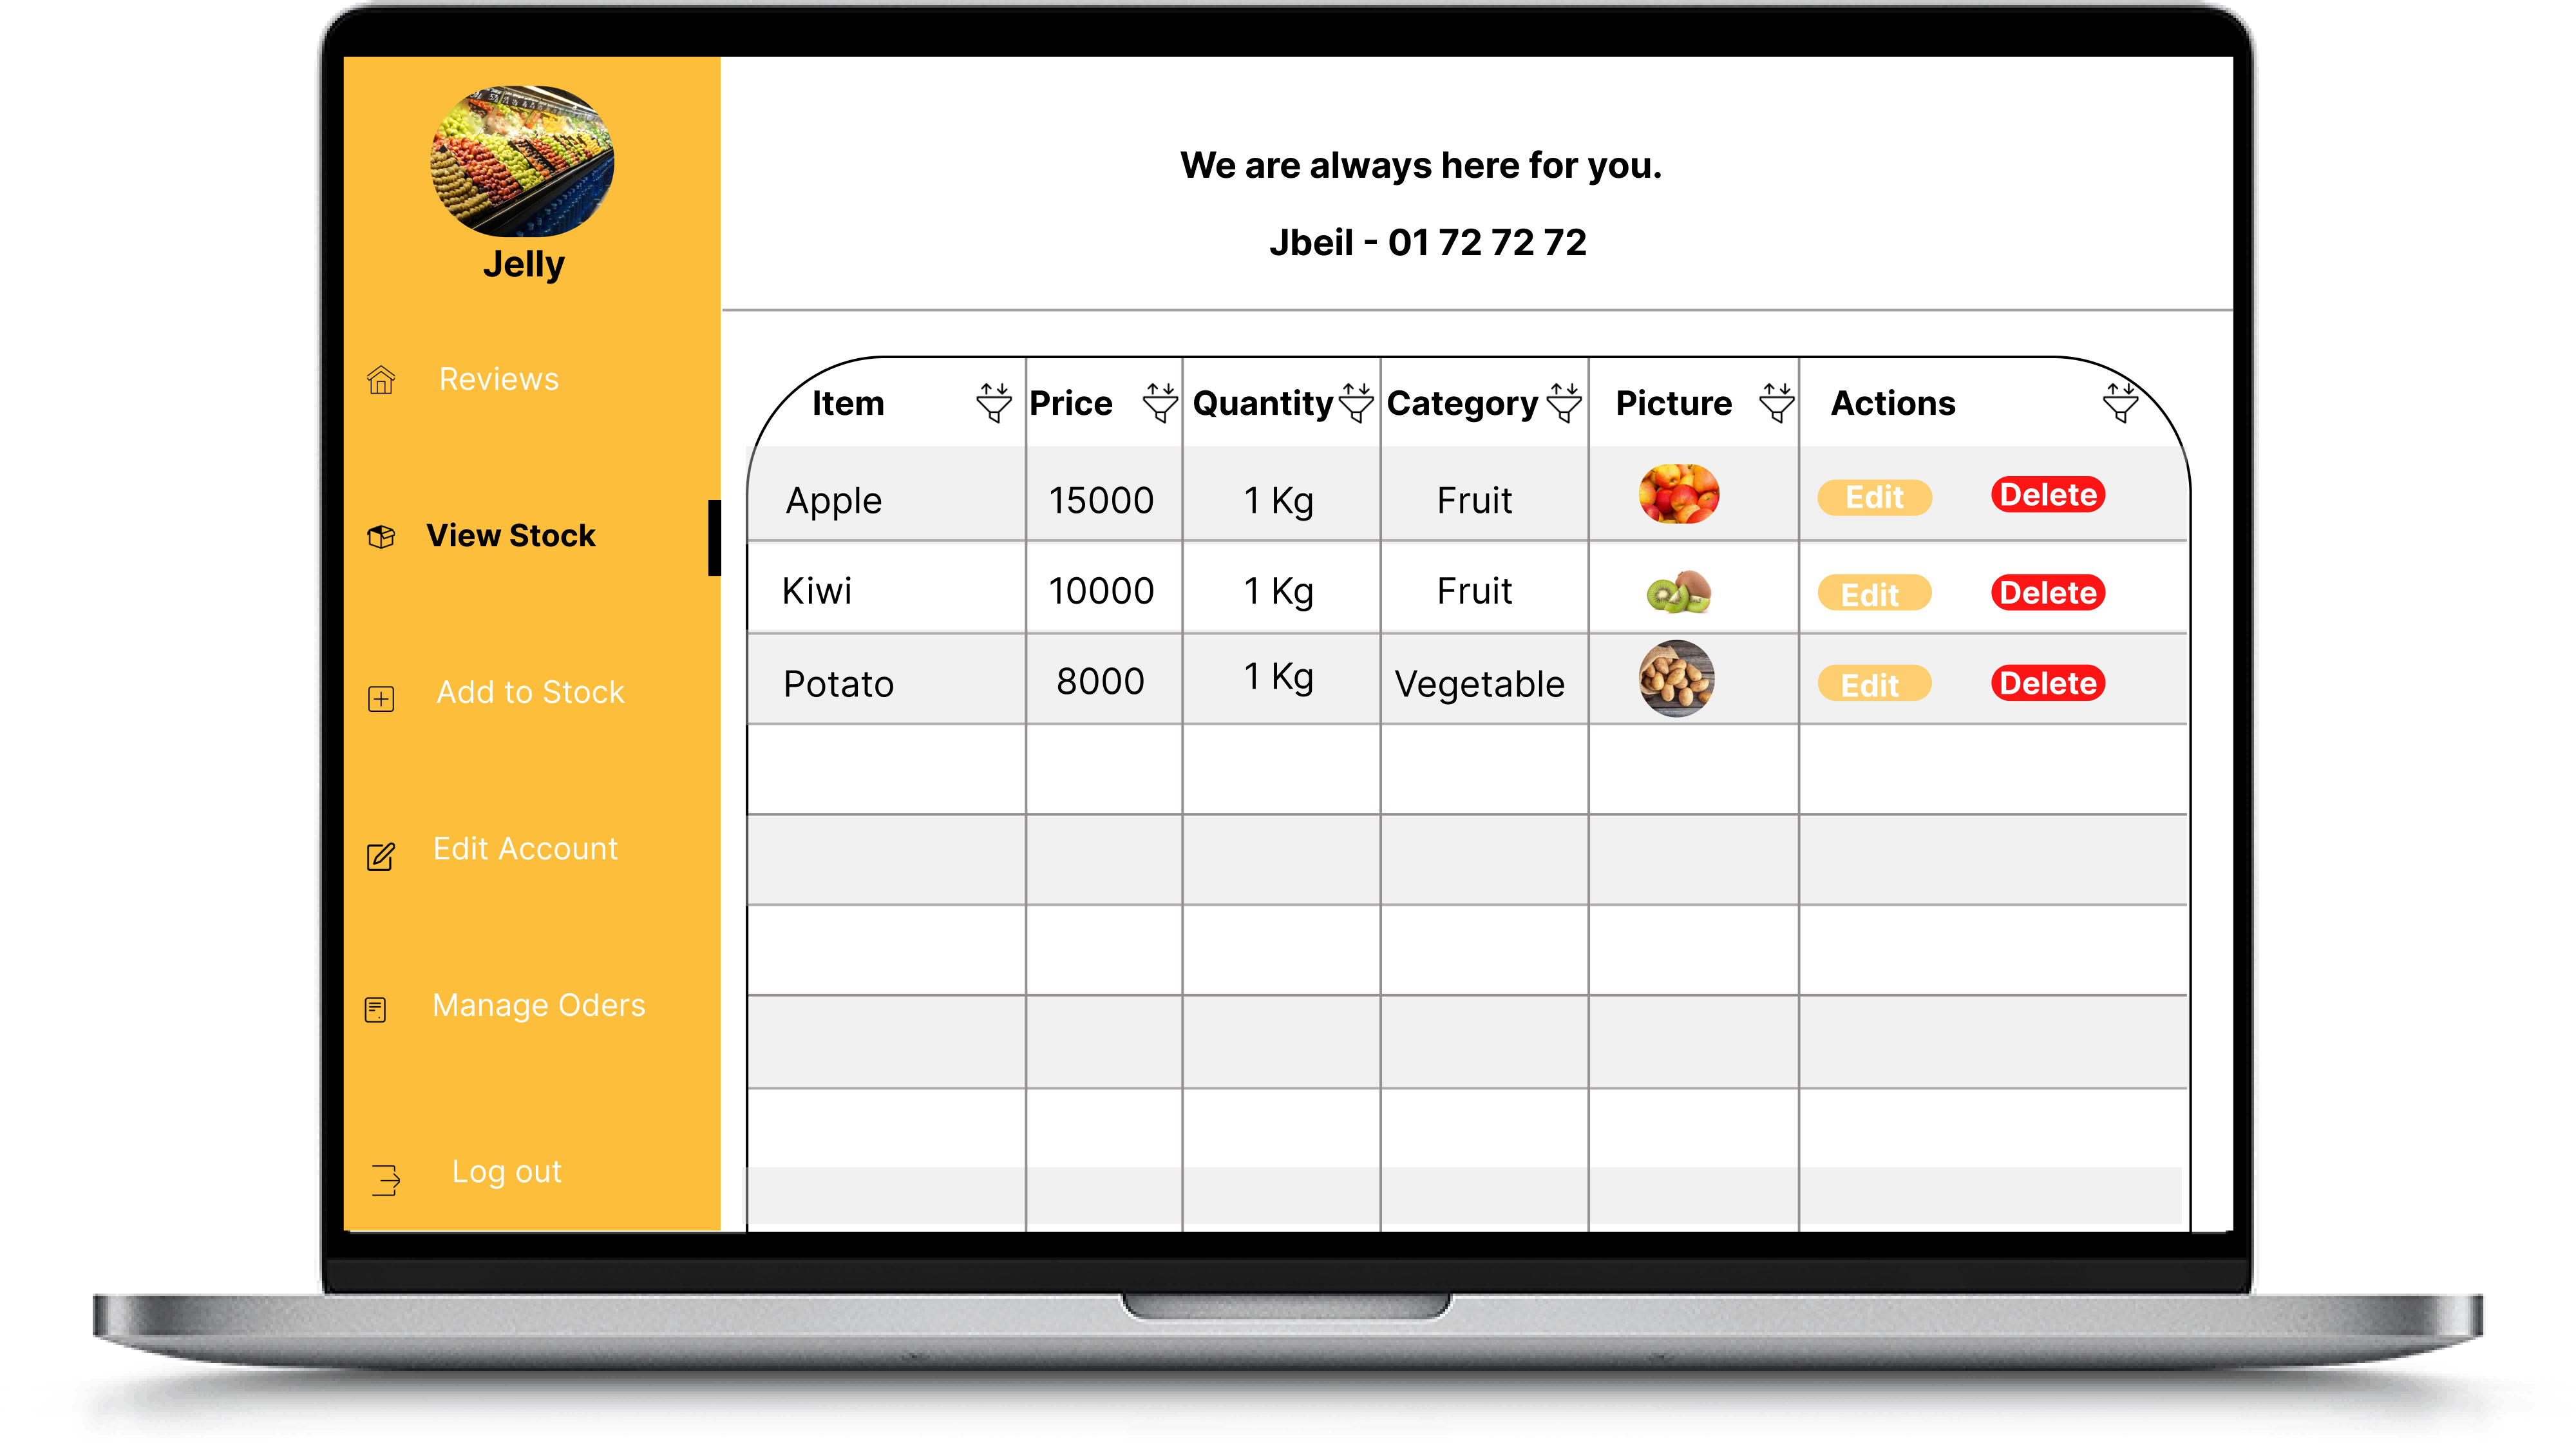 Jelly
Reviews
View Stock
Add to Stock
Edit Account
Manage Oders
Log out
We are always here for you.
Jbeil - 01 72 72 72
Item Price Quantity Category Picture Actions
Apple 15000 1 Kg Fruit Edit Delete
Kiwi 10000 1 Kg Fruit Edit Delete
Potato 8000 1 Kg Vegetable Edit Delete